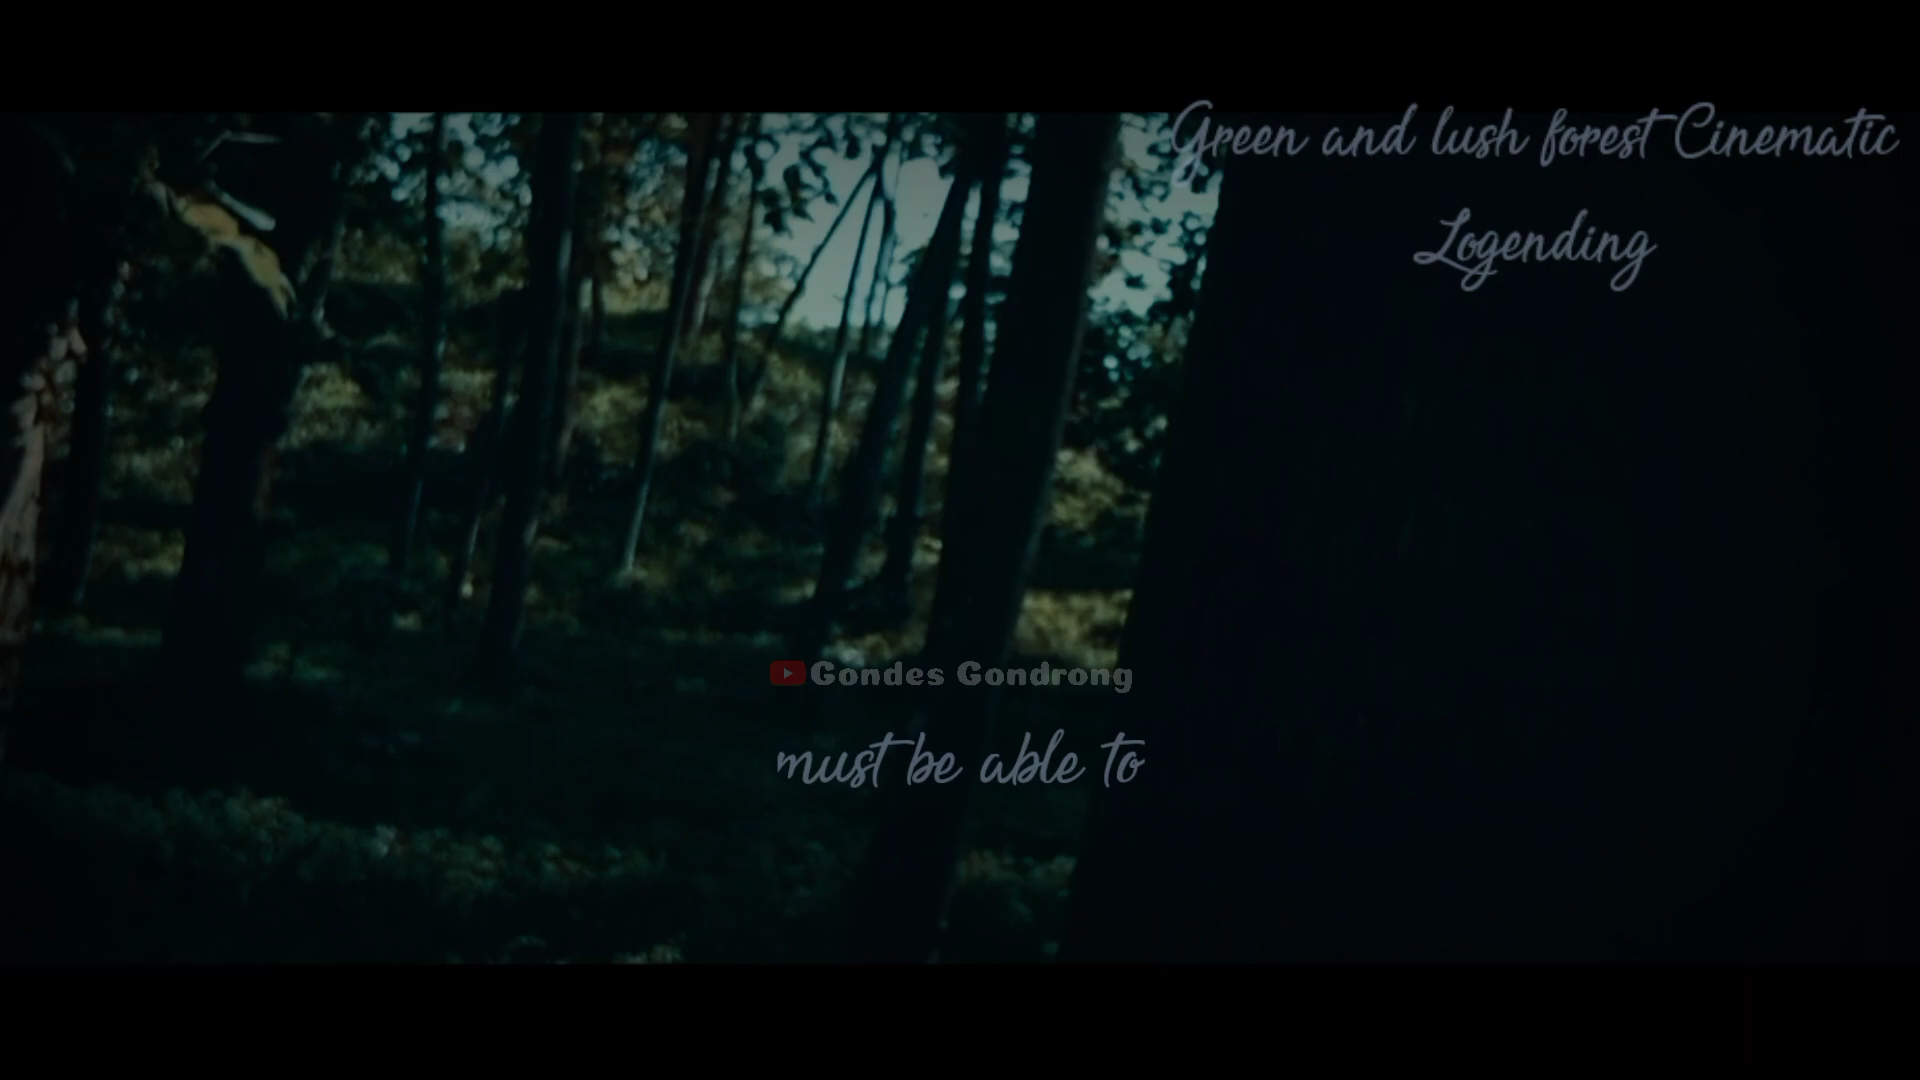 Green and lush forest Cinematic
Logending
Gondes Gondrong
must be able to